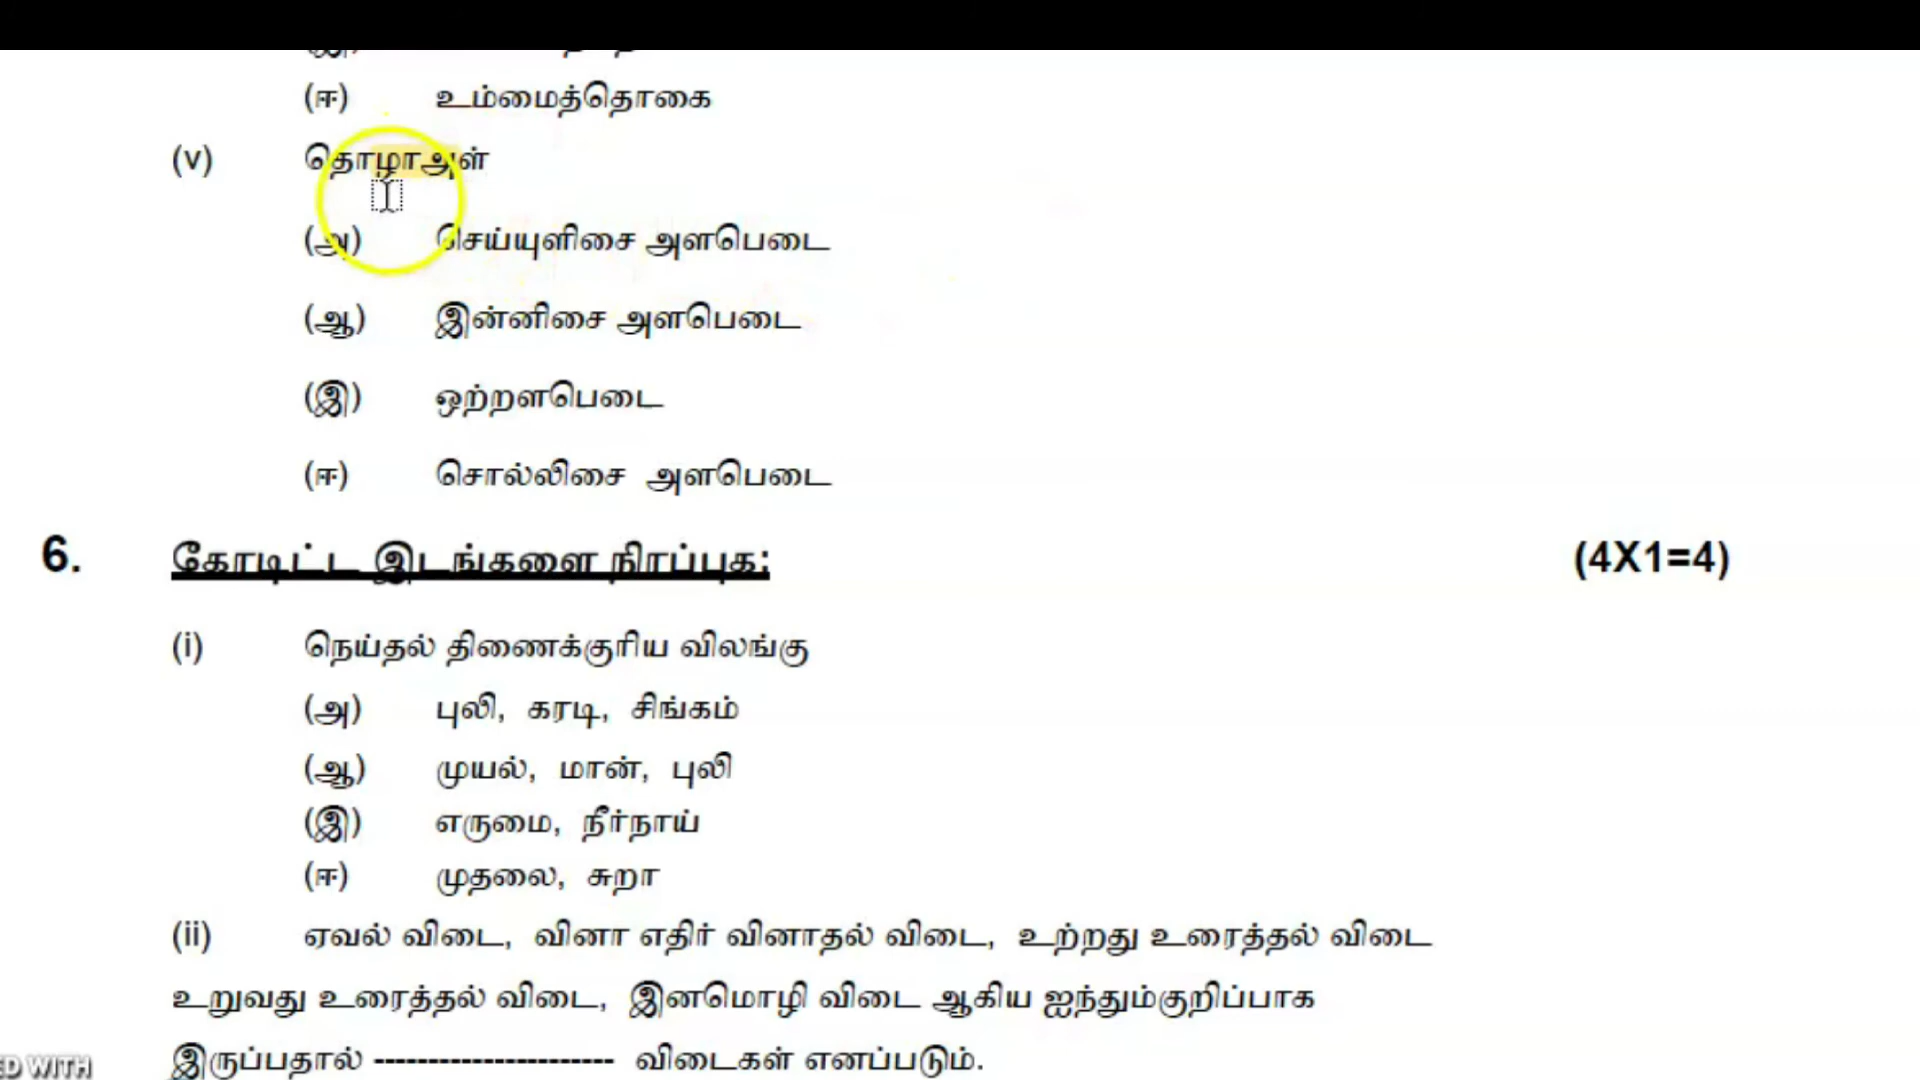 (ஈ) உம்மைத்தொகை
(v) தொழாஅள்
(அ) செய்யுளிசை அளபெடை
(ஆ) இன்னிசை அளபெடை
(இ) ஒற்றளபெடை
(ஈ) சொல்லிசை அளபெடை
6. கோடிட்ட இடங்களை நிரப்புக: (4X1=4)
(i) நெய்தல் திணைக்குரிய விலங்கு
(அ) புலி, கரடி, சிங்கம்
(ஆ) முயல், மான், புலி
(இ) எருமை, நீர்நாய்
(ஈ) முதலை, சுறா
(ii) ஏவல் விடை, வினா எதிர் வினாதல் விடை, உற்றது உரைத்தல் விடை
உறுவது உரைத்தல் விடை, இனமொழி விடை ஆகிய ஐந்தும்குறிப்பாக
இருப்பதால் ---------------------- விடைகள் எனப்படும்.
WITH